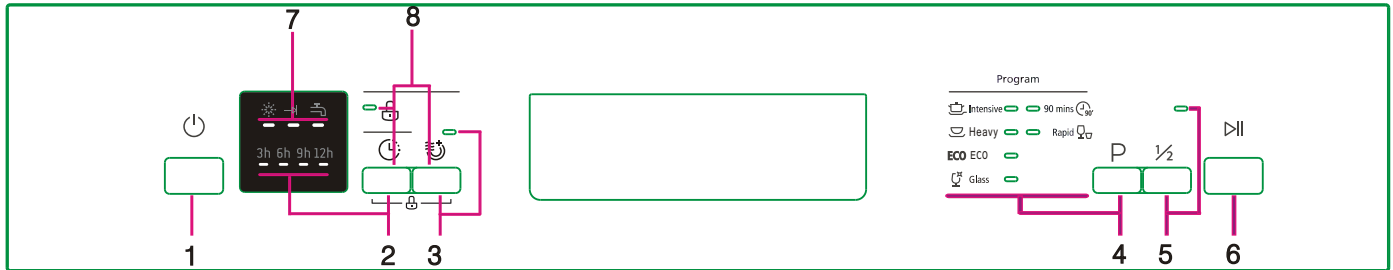 7
8
Program
Intensive
90 mins
90'
Heavy
Rapid
ECO ECO
Glass
3h 6h 9h 12h
P
½
1
2
3
4
5
6